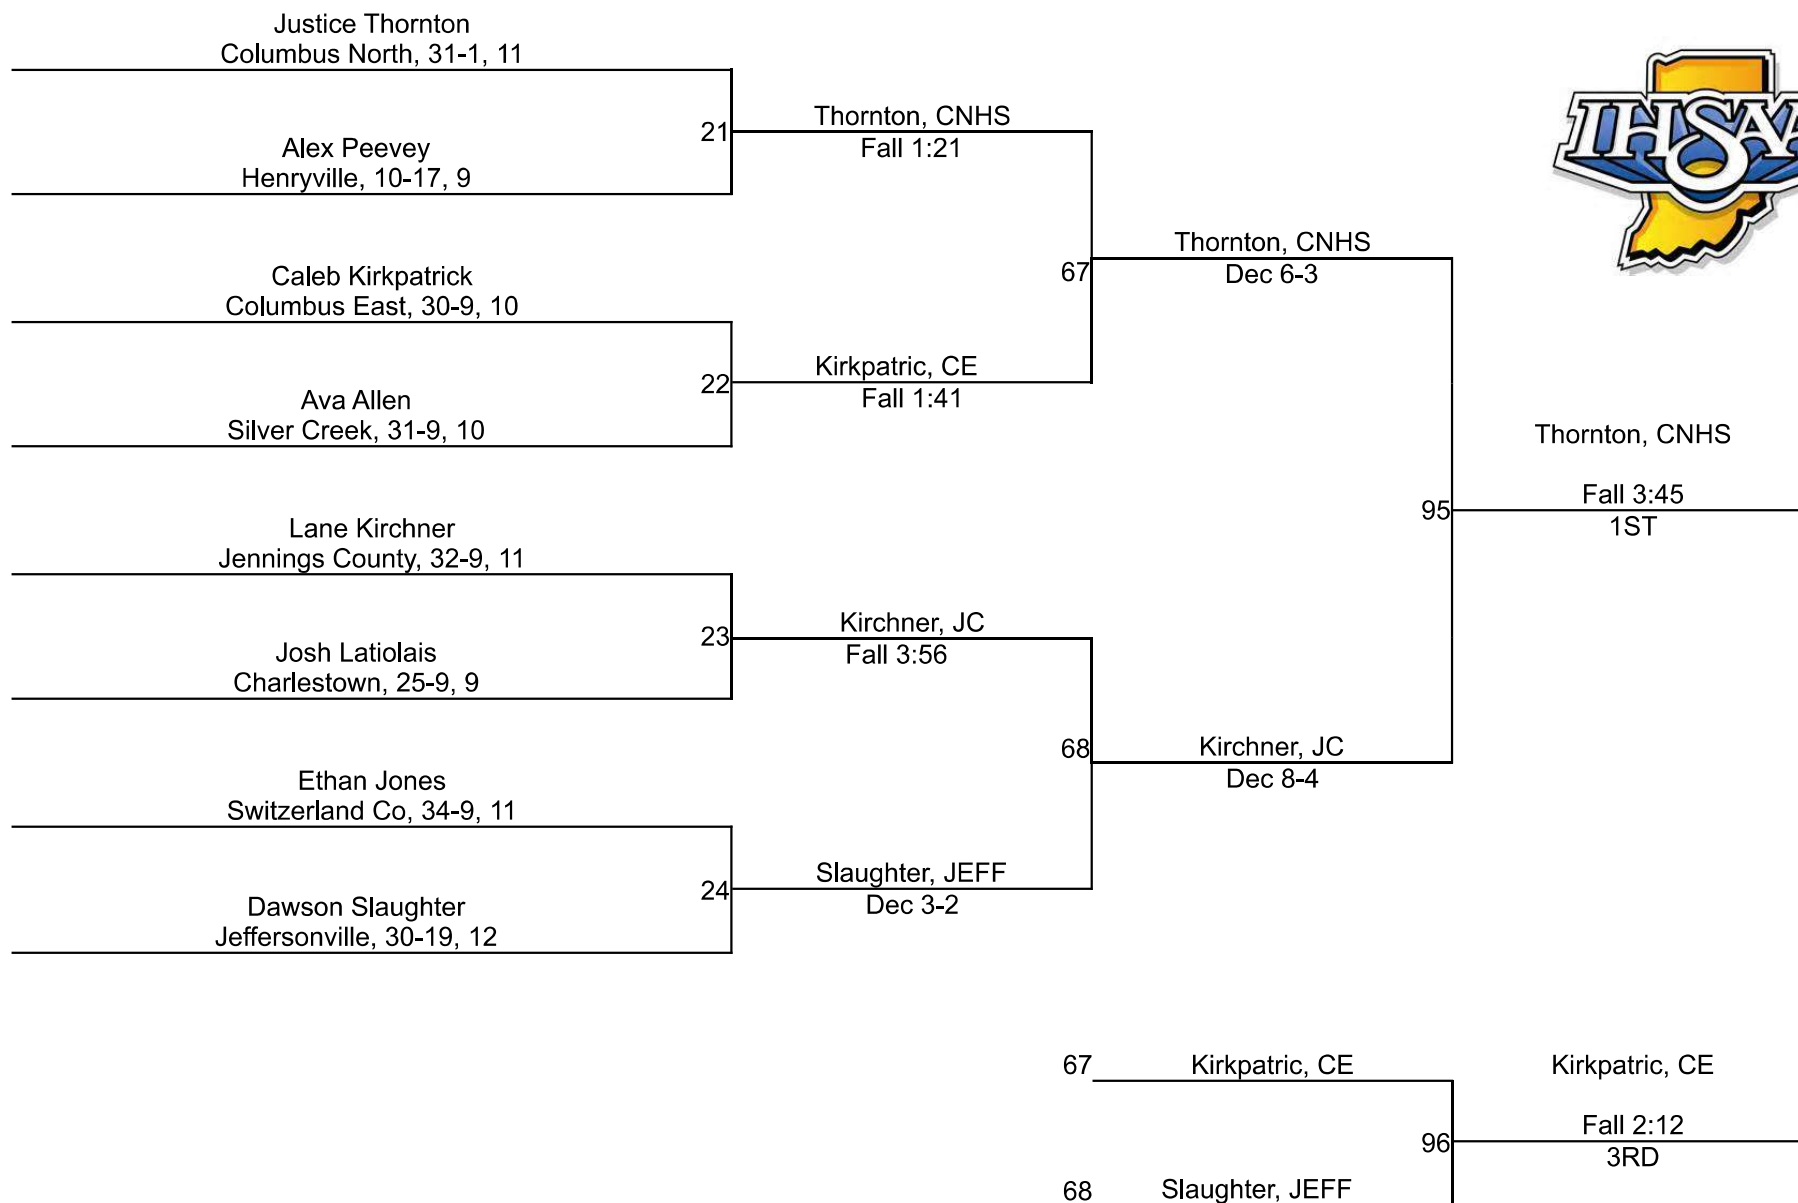 Justice Thornton
Columbus North, 31-1, 11
Alex Peevey
Henryville, 10-17, 9
21
Thornton, CNHS
Fall 1:21
Caleb Kirkpatrick
Columbus East, 30-9, 10
Ava Allen
Silver Creek, 31-9, 10
22
Kirkpatric, CE
Fall 1:41
67
Thornton, CNHS
Dec 6-3
Lane Kirchner
Jennings County, 32-9, 11
Josh Latiolais
Charlestown, 25-9, 9
23
Kirchner, JC
Fall 3:56
Ethan Jones
Switzerland Co, 34-9, 11
Dawson Slaughter
Jeffersonville, 30-19, 12
24
Slaughter, JEFF
Dec 3-2
68
Kirchner, JC
Dec 8-4
95
Thornton, CNHS
Fall 3:45
1ST
IHSAA
67
Kirkpatric, CE
68
Slaughter, JEFF
96
Kirkpatric, CE
Fall 2:12
3RD